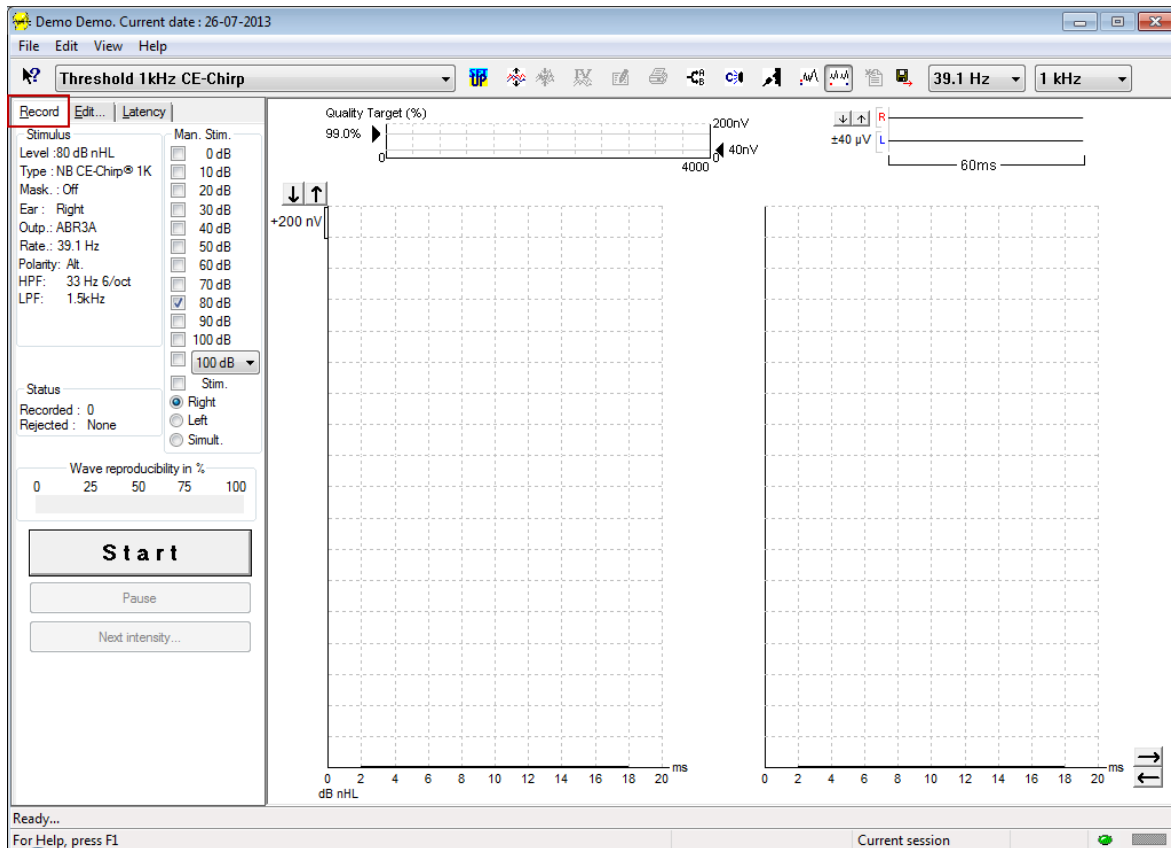 Demo Demo. Current date : 26-07-2013
File Edit View Help
Threshold 1kHz CE-Chirp
UP
39.1 Hz
1 kHz
Record Edit... Latency
Stimulus
Level :80 dB nHL
Type : NB CE-Chirp® 1K
Mask. : Off
Ear : Right
Outp.: ABR3A
Rate.: 39.1 Hz
Polarity: Alt.
HPF: 33 Hz 6/oct
LPF: 1.5kHz
Man. Stim.
0 dB
10 dB
20 dB
30 dB
40 dB
50 dB
60 dB
70 dB
80 dB
90 dB
100 dB
100 dB
Stim.
Right
Left
Simult.
Status
Recorded : 0
Rejected : None
Wave reproducibility in %
0 25 50 75 100
Start
Pause
Next intensity...
Quality Target (%)
99.0%
0
4000
200nV
40nV
0
R
±40 µV L
60ms
+200 nV
0 2 4 6 8 10 12 14 16 18 20 ms
dB nHL
0 2 4 6 8 10 12 14 16 18 20 ms
Ready...
For Help, press F1
Current session